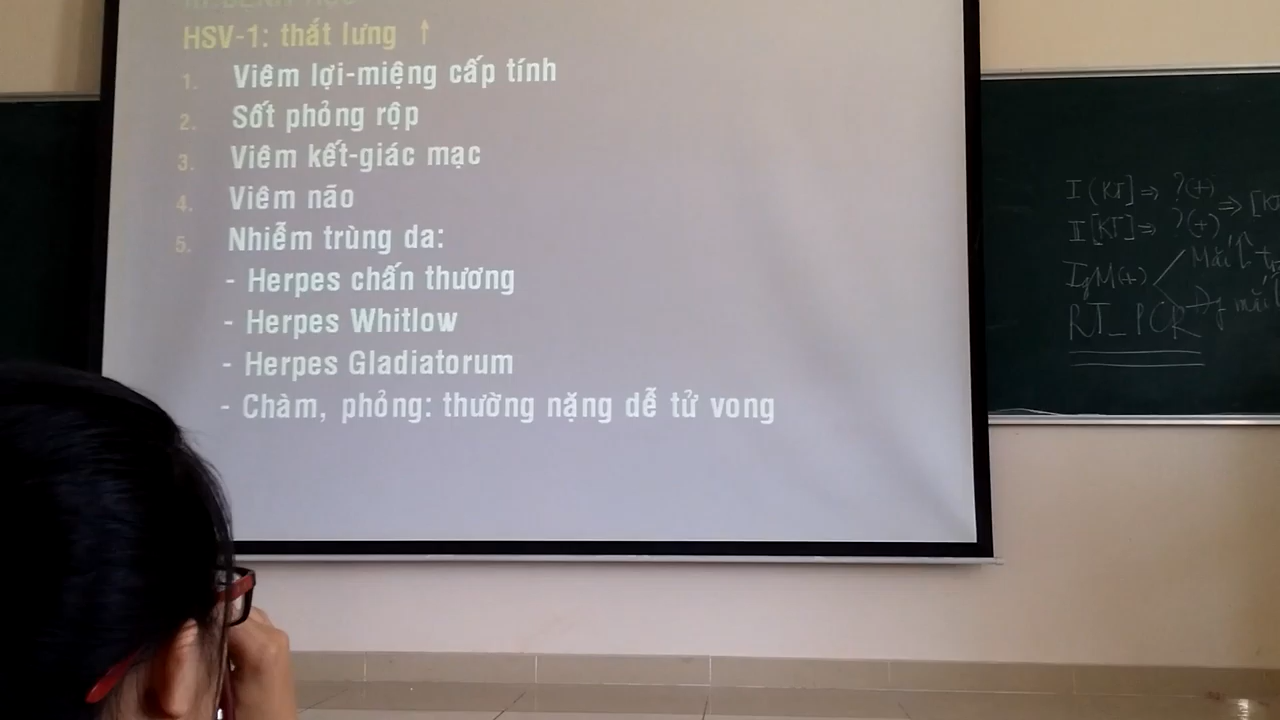 HSV-1: thắt lưng ↑
1. Viêm lợi-miệng cấp tính
2. Sốt phỏng rộp
3. Viêm kết-giác mạc
4. Viêm não
5. Nhiễm trùng da:
- Herpes chấn thương
- Herpes Whitlow
- Herpes Gladiatorum
- Chàm, phỏng: thường nặng dễ tử vong
I [KT] => ?(+) => [K
II [KT] => ?(+)
IgM(+)
RT_PCR